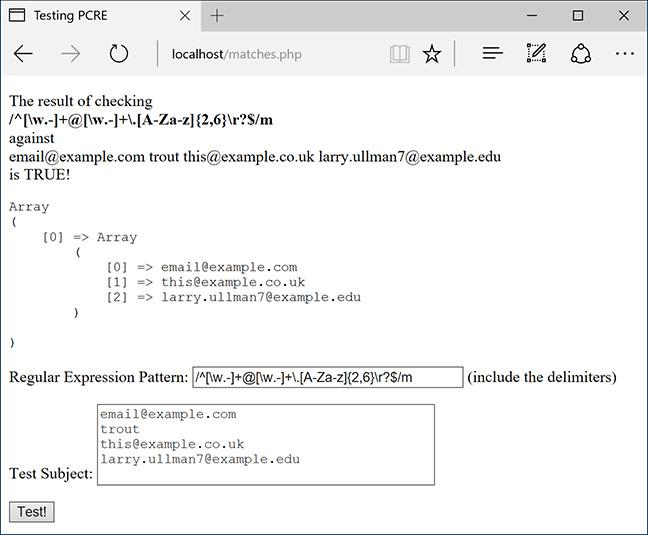 Testing PCRE
localhost/matches.php
The result of checking
/^[\w.-]+@[\w.-]+\.[A-Za-z]{2,6}\r?$/m
against
email@example.com trout this@example.co.uk larry.ullman7@example.edu
is TRUE!
Array
(
[0] => Array
(
[0] => email@example.com
[1] => this@example.co.uk
[2] => larry.ullman7@example.edu
)
)
Regular Expression Pattern: /^[\w.-]+@[\w.-]+\.[A-Za-z]{2,6}\r?$/m (include the delimiters)
email@example.com
trout
this@example.co.uk
larry.ullman7@example.edu
Test Subject:
Test!